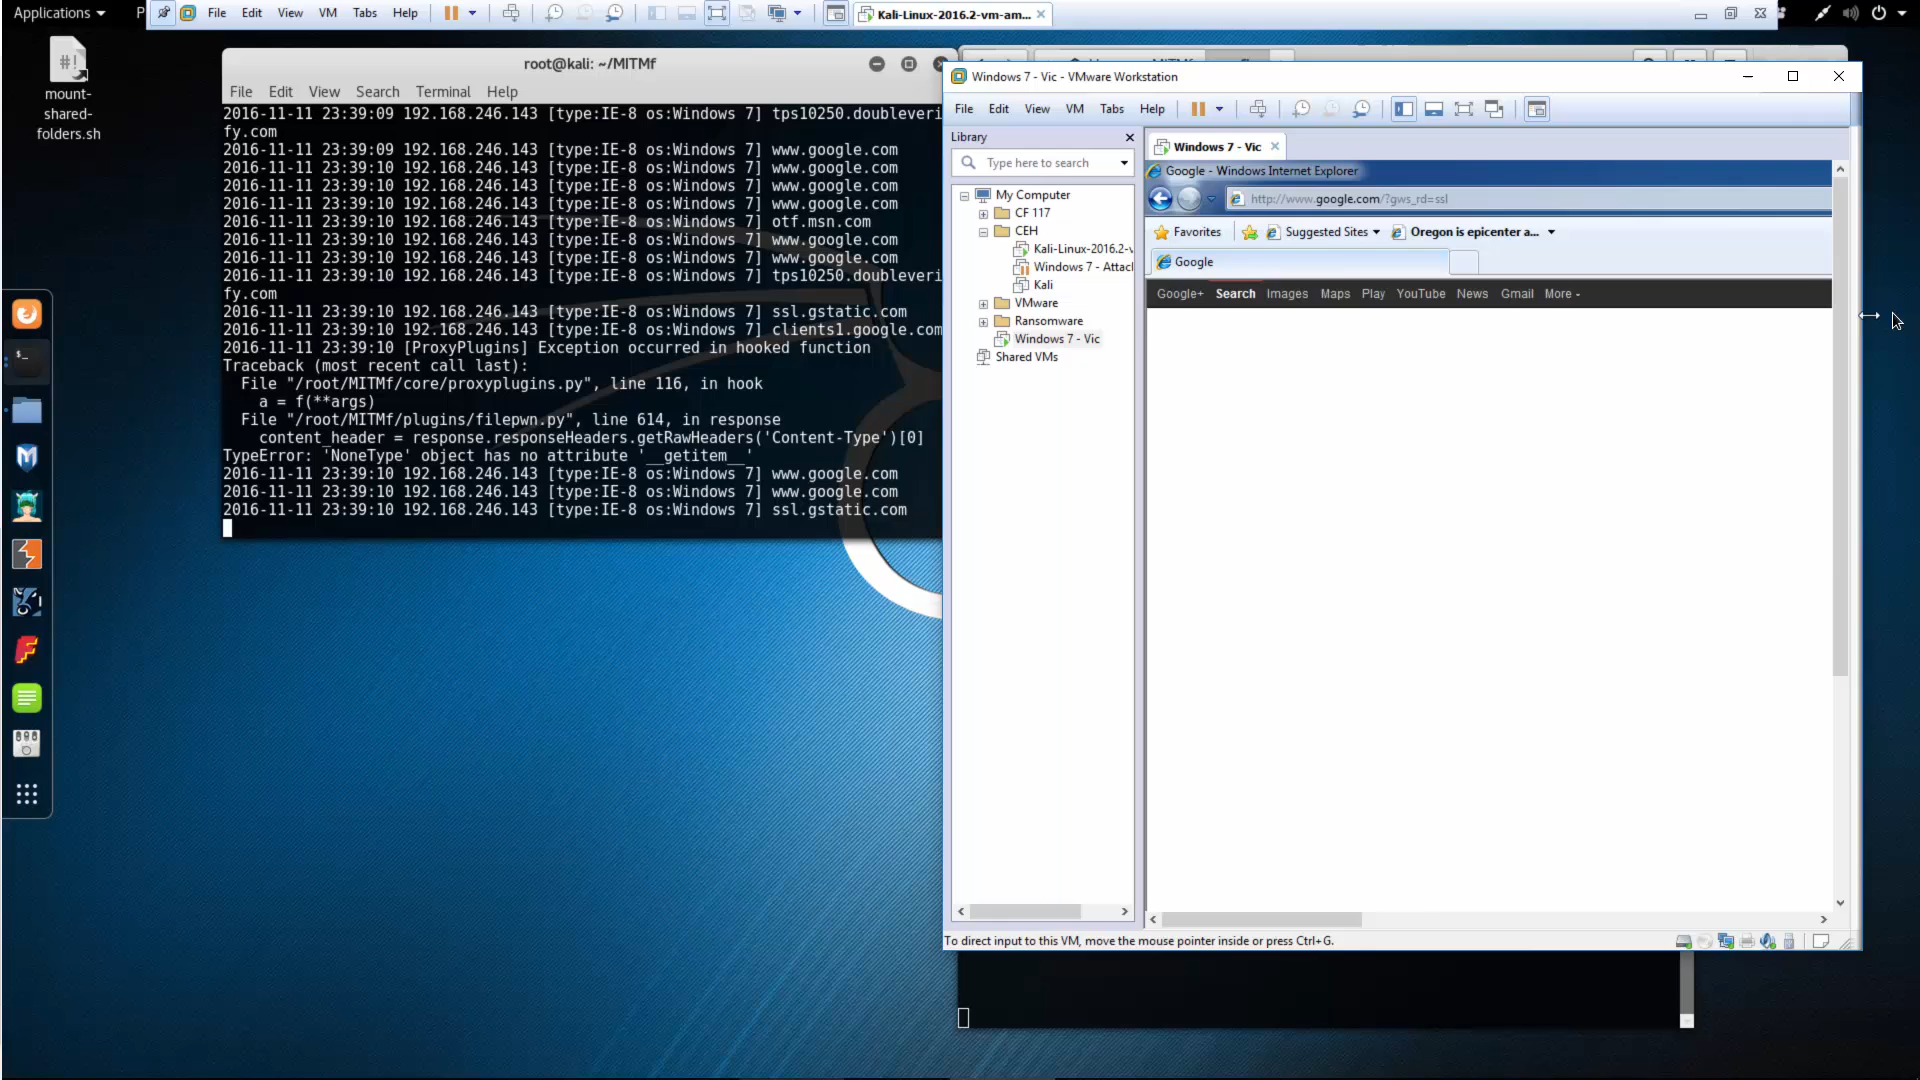 Applications
P
File Edit View VM Tabs Help
Kali-Linux-2016.2-vm-am...
#!
mount-
shared-
folders.sh
root@kali: ~/MITMf
File Edit View Search Terminal Help
2016-11-11 23:39:09 192.168.246.143 [type:IE-8 os:Windows 7] tps10250.doubleveri
fy.com
2016-11-11 23:39:09 192.168.246.143 [type:IE-8 os:Windows 7] www.google.com
2016-11-11 23:39:10 192.168.246.143 [type:IE-8 os:Windows 7] www.google.com
2016-11-11 23:39:10 192.168.246.143 [type:IE-8 os:Windows 7] www.google.com
2016-11-11 23:39:10 192.168.246.143 [type:IE-8 os:Windows 7] www.google.com
2016-11-11 23:39:10 192.168.246.143 [type:IE-8 os:Windows 7] otf.msn.com
2016-11-11 23:39:10 192.168.246.143 [type:IE-8 os:Windows 7] www.google.com
2016-11-11 23:39:10 192.168.246.143 [type:IE-8 os:Windows 7] www.google.com
2016-11-11 23:39:10 192.168.246.143 [type:IE-8 os:Windows 7] tps10250.doubleveri
fy.com
2016-11-11 23:39:10 192.168.246.143 [type:IE-8 os:Windows 7] ssl.gstatic.com
2016-11-11 23:39:10 192.168.246.143 [type:IE-8 os:Windows 7] clients1.google.com
2016-11-11 23:39:10 [ProxyPlugins] Exception occurred in hooked function
Traceback (most recent call last):
File "/root/MITMf/core/proxyplugins.py", line 116, in hook
a = f(**args)
File "/root/MITMf/plugins/filepwn.py", line 614, in response
content_header = response.responseHeaders.getRawHeaders('Content-Type')[0]
TypeError: 'NoneType' object has no attribute '__getitem__'
2016-11-11 23:39:10 192.168.246.143 [type:IE-8 os:Windows 7] www.google.com
2016-11-11 23:39:10 192.168.246.143 [type:IE-8 os:Windows 7] www.google.com
2016-11-11 23:39:10 192.168.246.143 [type:IE-8 os:Windows 7] ssl.gstatic.com
Windows 7 - Vic - VMware Workstation
File Edit View VM Tabs Help
Library
Type here to search
My Computer
CF 117
CEH
Kali-Linux-2016.2-v
Windows 7 - Attacl
Kali
VMware
Ransomware
Windows 7 - Vic
Shared VMs
Windows 7 - Vic
Google - Windows Internet Explorer
http://www.google.com/?gws_rd=ssl
Favorites Suggested Sites Oregon is epicenter a...
Google
Google+ Search Images Maps Play YouTube News Gmail More
To direct input to this VM, move the mouse pointer inside or press Ctrl+G.